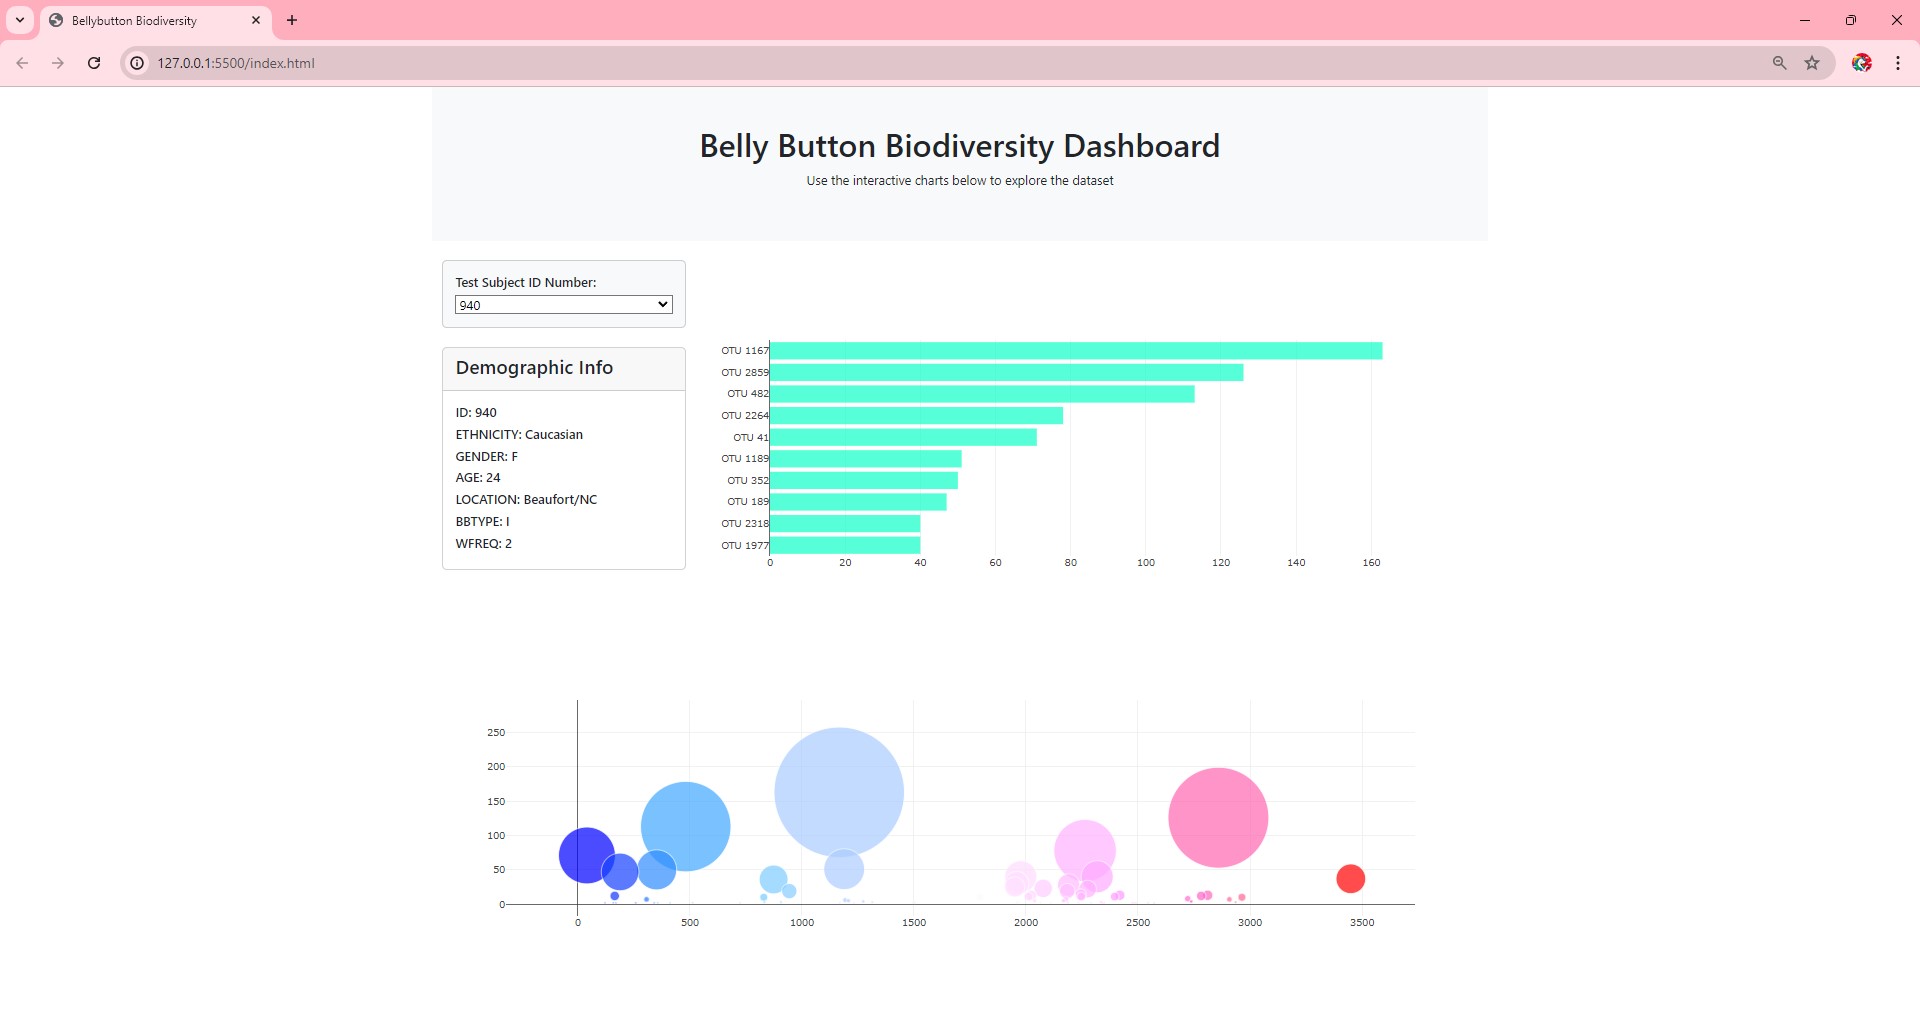 Bellybutton Biodiversity
127.0.0.1:5500/index.html
Belly Button Biodiversity Dashboard
Use the interactive charts below to explore the dataset
Test Subject ID Number:
940
Demographic Info
ID: 940
ETHNICITY: Caucasian
GENDER: F
AGE: 24
LOCATION: Beaufort/NC
BBTYPE: I
WFREQ: 2
OTU 1167
OTU 2859
OTU 482
OTU 2264
OTU 41
OTU 1189
OTU 352
OTU 189
OTU 2318
OTU 1977
0 20 40 60 80 100 120 140 160
250
200
150
100
50
0
0 500 1000 1500 2000 2500 3000 3500